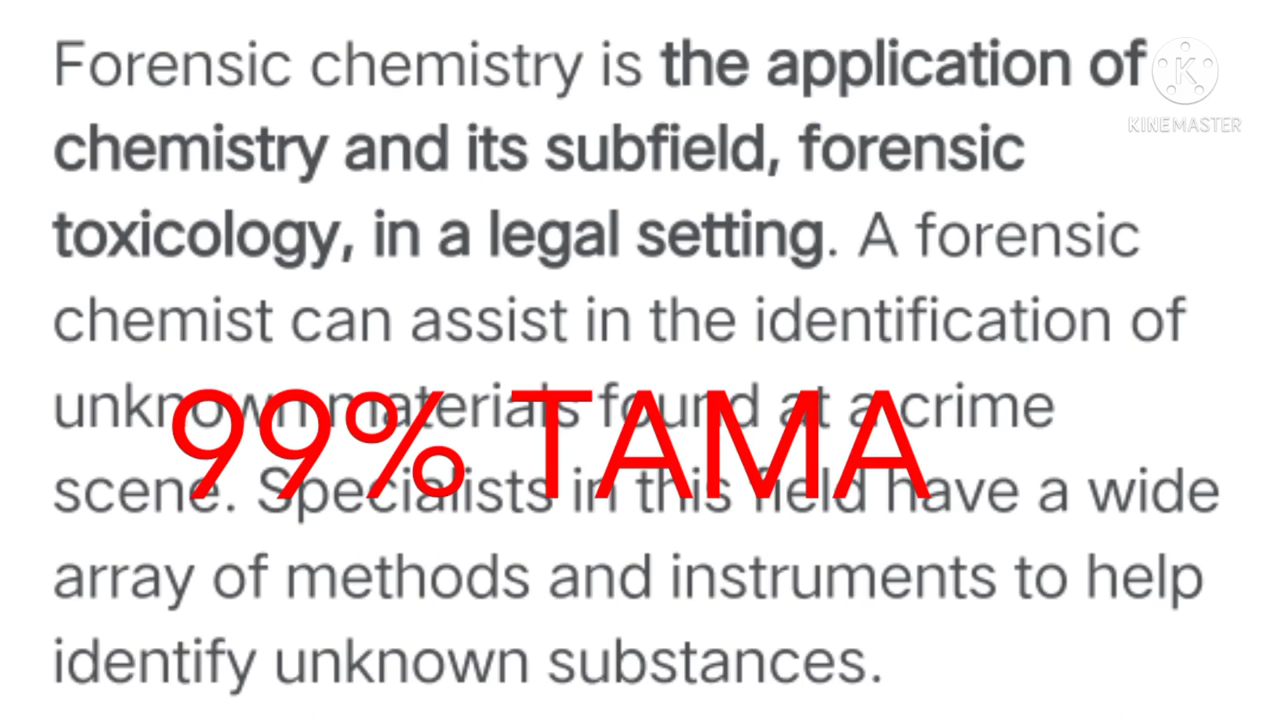 Forensic chemistry is the application of
chemistry and its subfield, forensic
toxicology, in a legal setting. A forensic
chemist can assist in the identification of
unknown materials found at a crime
scene. Specialists in this field have a wide
array of methods and instruments to help
identify unknown substances.
99% TAMA
K
KINEMASTER